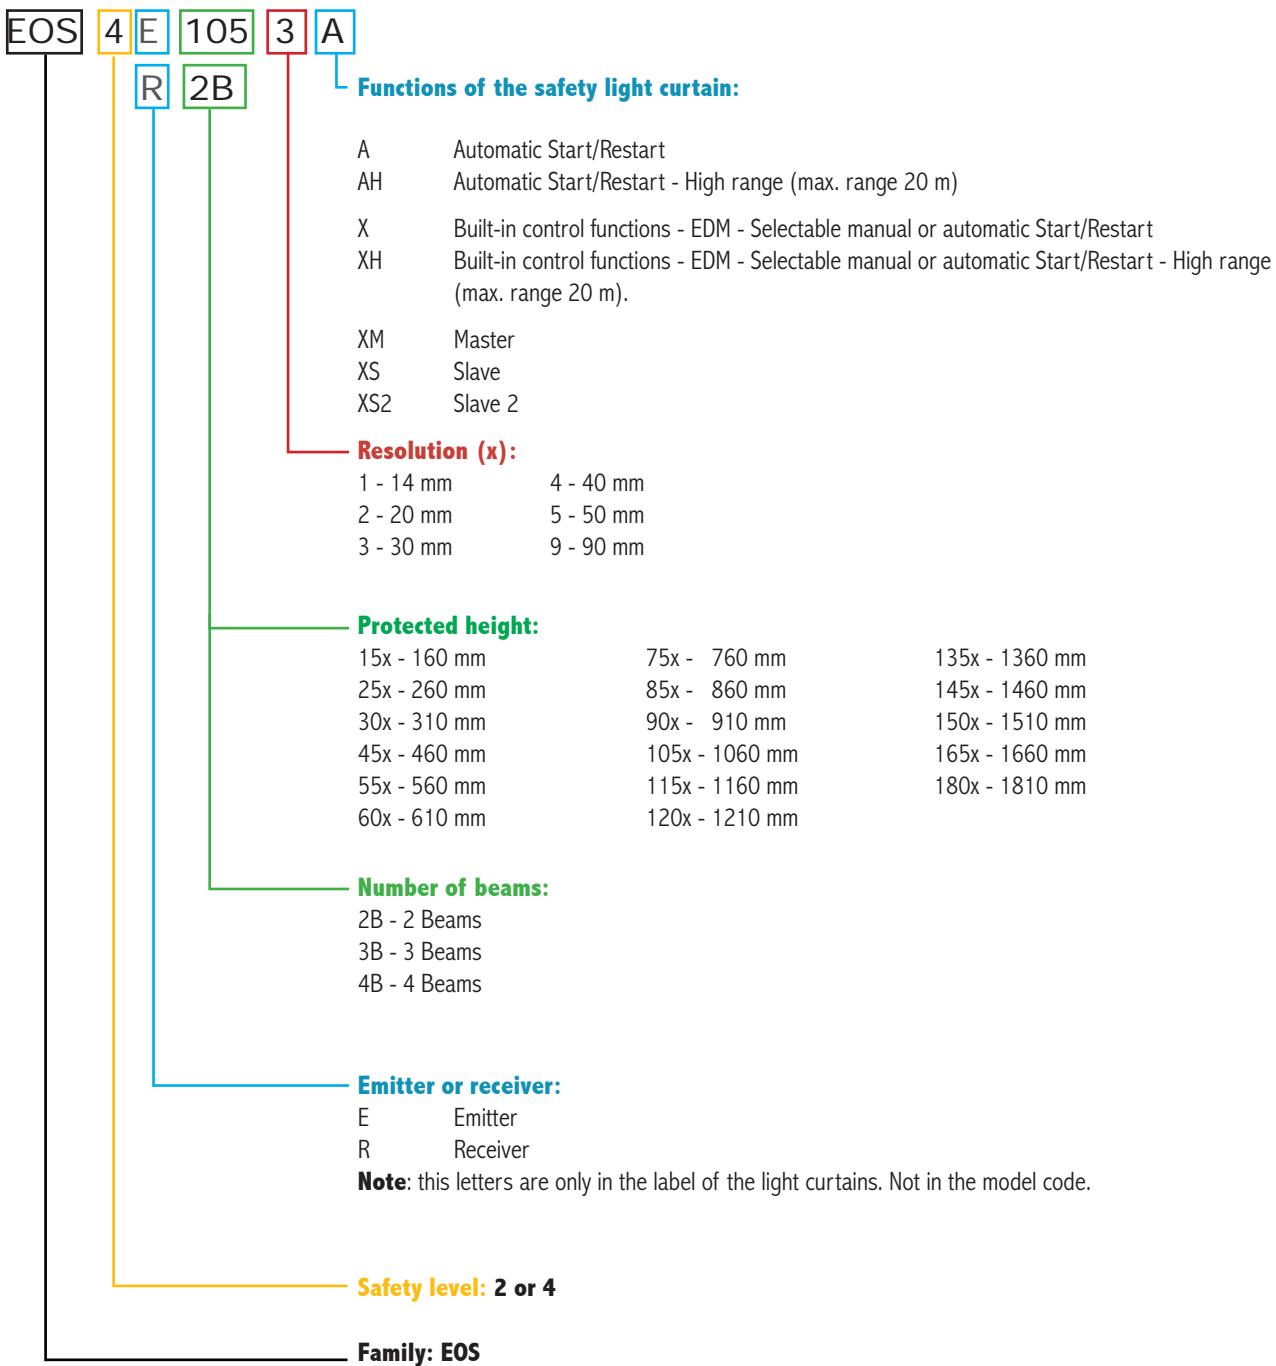 EOS 4 E 105 3 A
R 2B
Functions of the safety light curtain:
A Automatic Start/Restart
AH Automatic Start/Restart - High range (max. range 20 m)
X Built-in control functions - EDM - Selectable manual or automatic Start/Restart
XH Built-in control functions - EDM - Selectable manual or automatic Start/Restart - High range
(max. range 20 m).
XM Master
XS Slave
XS2 Slave 2
Resolution (x):
1 - 14 mm 4 - 40 mm
2 - 20 mm 5 - 50 mm
3 - 30 mm 9 - 90 mm
Protected height:
15x - 160 mm 75x - 760 mm 135x - 1360 mm
25x - 260 mm 85x - 860 mm 145x - 1460 mm
30x - 310 mm 90x - 910 mm 150x - 1510 mm
45x - 460 mm 105x - 1060 mm 165x - 1660 mm
55x - 560 mm 115x - 1160 mm 180x - 1810 mm
60x - 610 mm 120x - 1210 mm
Number of beams:
2B - 2 Beams
3B - 3 Beams
4B - 4 Beams
Emitter or receiver:
E Emitter
R Receiver
Note: this letters are only in the label of the light curtains. Not in the model code.
Safety level: 2 or 4
Family: EOS